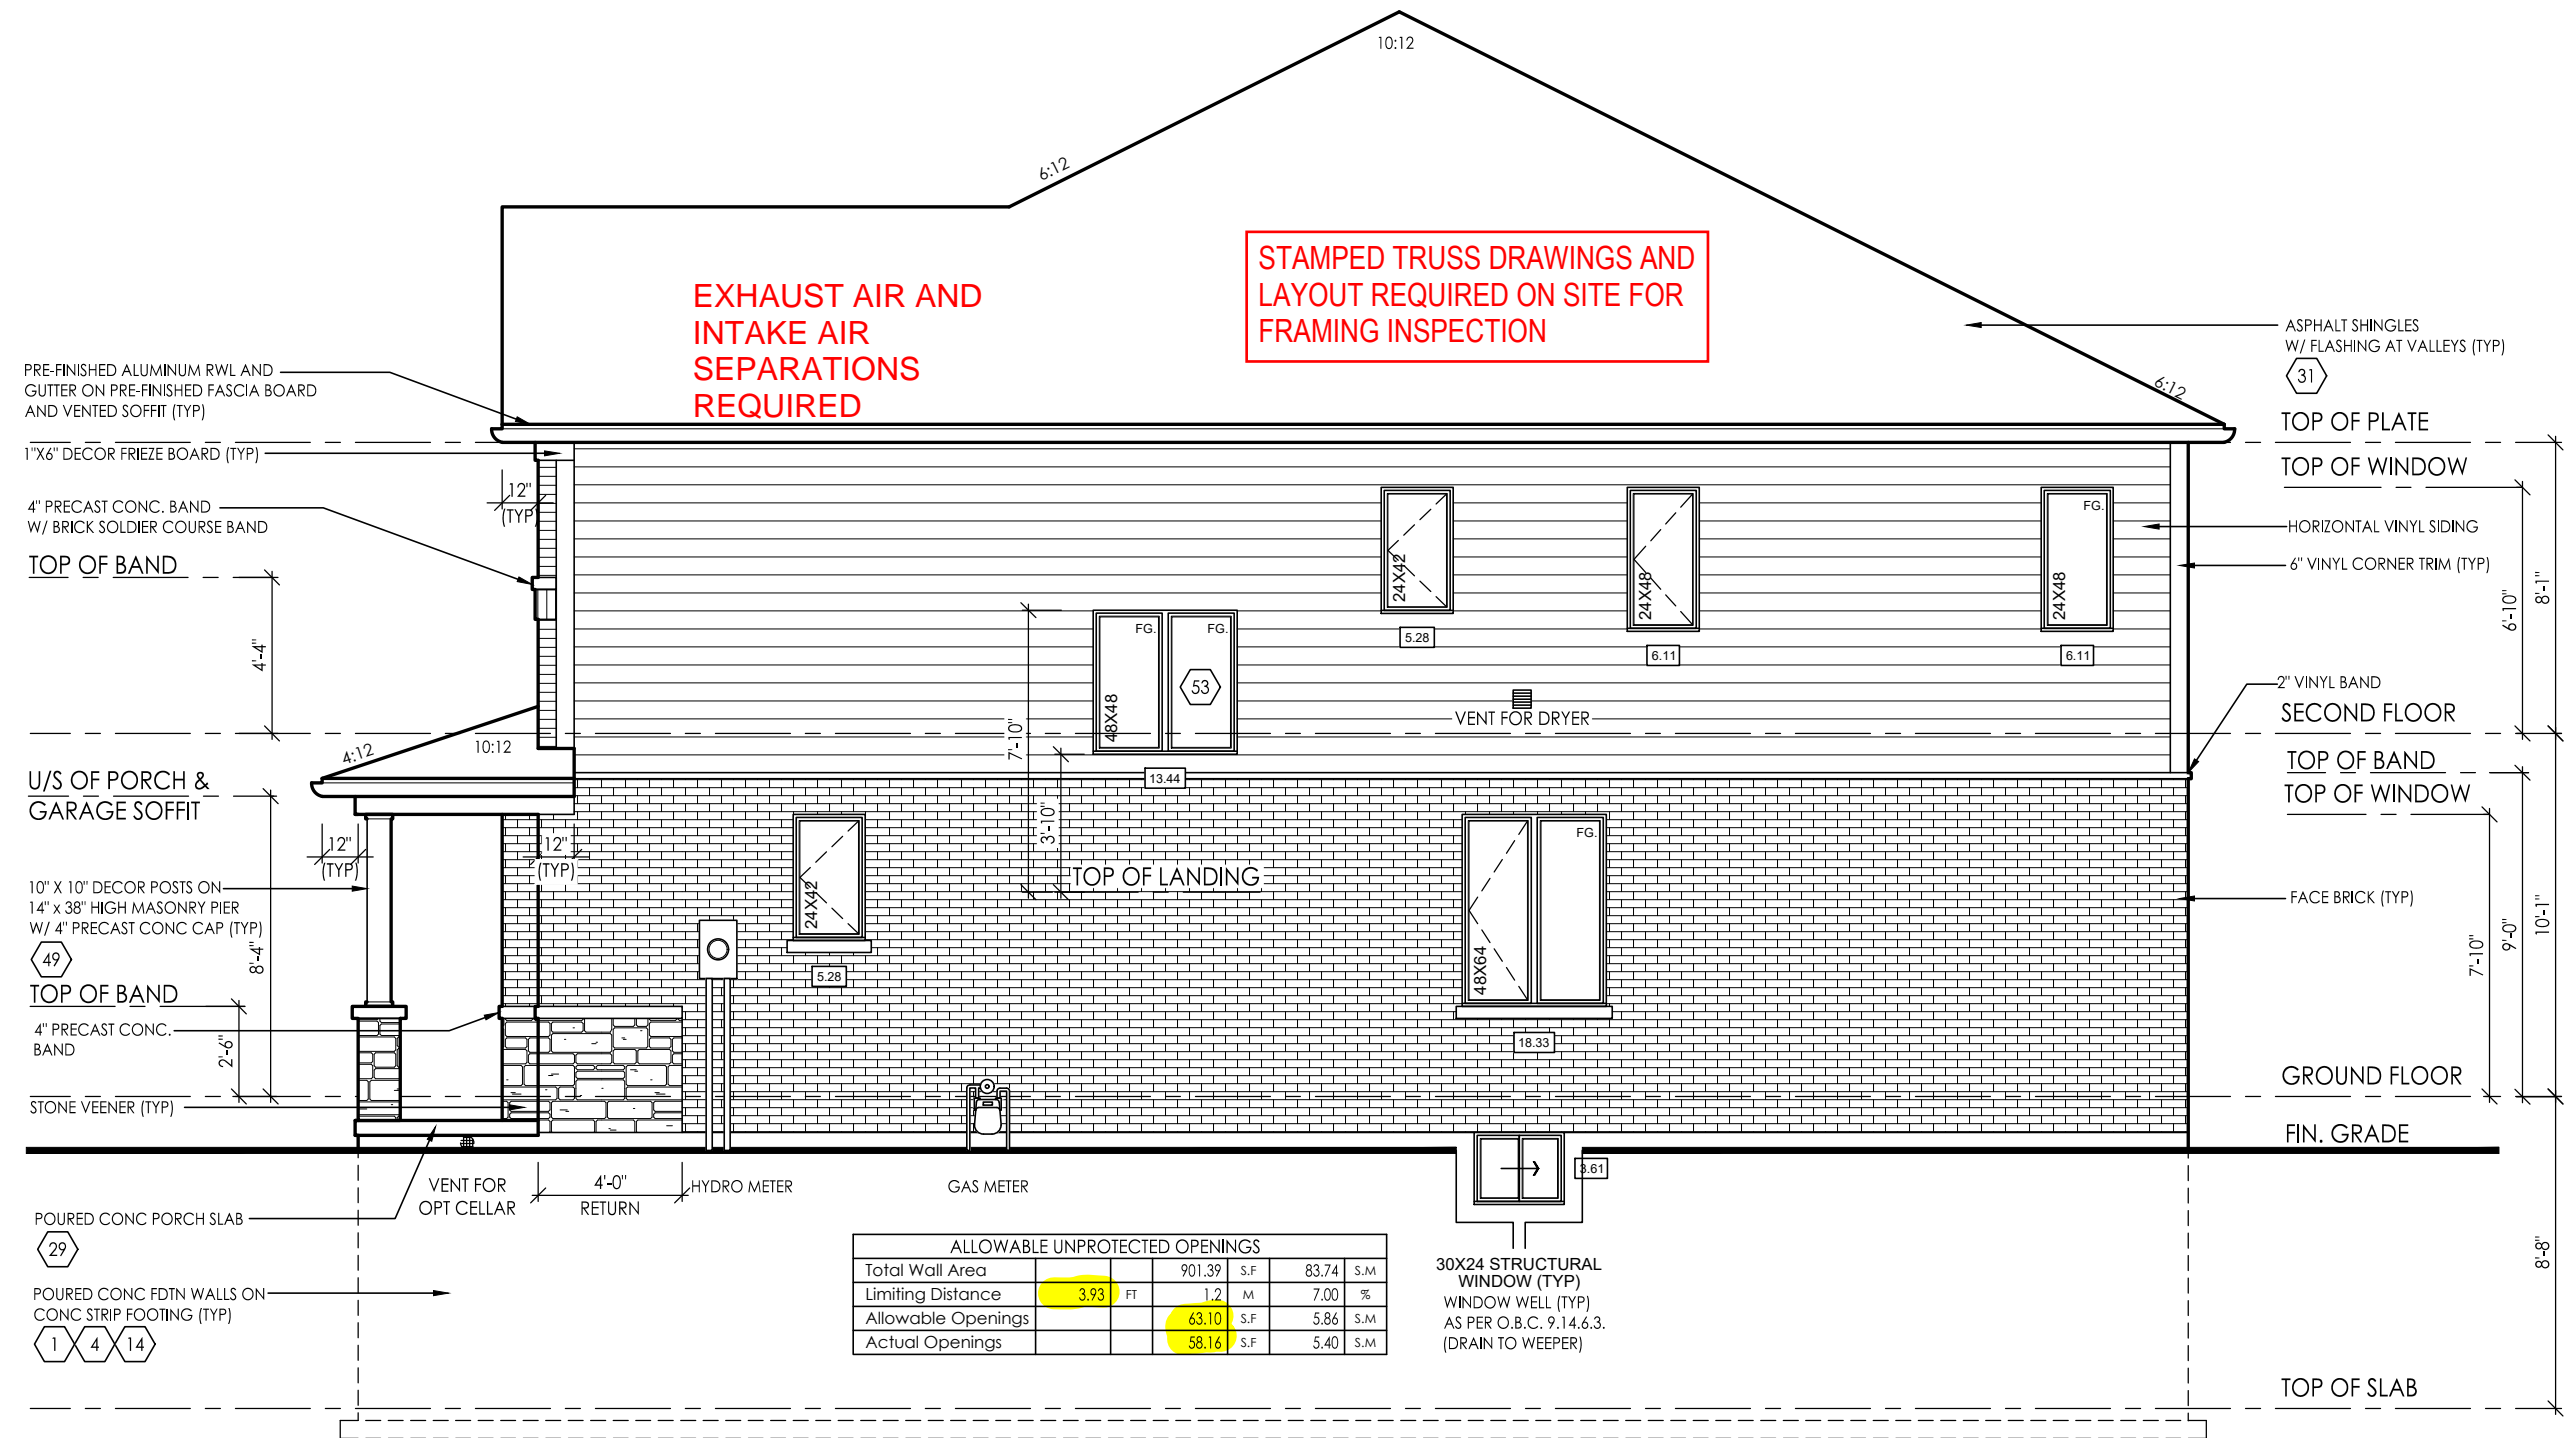 10:12
6:12
EXHAUST AIR AND
INTAKE AIR
SEPARATIONS
REQUIRED
STAMPED TRUSS DRAWINGS AND
LAYOUT REQUIRED ON SITE FOR
FRAMING INSPECTION
ASPHALT SHINGLES
W/ FLASHING AT VALLEYS (TYP)
31
6:12
PRE-FINISHED ALUMINUM RWL AND
GUTTER ON PRE-FINISHED FASCIA BOARD
AND VENTED SOFFIT (TYP)
1"X6" DECOR FRIEZE BOARD (TYP)
4" PRECAST CONC. BAND
W/ BRICK SOLDIER COURSE BAND
TOP OF BAND
4'-4"
12"
(TYP)
4:12
10:12
U/S OF PORCH &
GARAGE SOFFIT
12"
(TYP)
12"
(TYP)
10" X 10" DECOR POSTS ON
14" x 38" HIGH MASONRY PIER
W/ 4" PRECAST CONC CAP (TYP)
49
8'-4"
TOP OF BAND
4" PRECAST CONC.
BAND
2'-6"
STONE VEENER (TYP)
POURED CONC PORCH SLAB
29
POURED CONC FDTN WALLS ON
CONC STRIP FOOTING (TYP)
1 4 14
VENT FOR
OPT CELLAR
4'-0"
RETURN
HYDRO METER
GAS METER
24X42
5.28
24X48
6.11
FG.
24X48
6.11
FG. FG.
48X48
53
13.44
7'-10"
3'-10"
VENT FOR DRYER
TOP OF LANDING
24X42
5.28
FG.
48X64
18.33
3.61
30X24 STRUCTURAL
WINDOW (TYP)
WINDOW WELL (TYP)
AS PER O.B.C. 9.14.6.3.
(DRAIN TO WEEPER)
ALLOWABLE UNPROTECTED OPENINGS
Total Wall Area 901.39 S.F 83.74 S.M
Limiting Distance 3.93 FT 1.2 M 7.00 %
Allowable Openings 63.10 S.F 5.86 S.M
Actual Openings 58.16 S.F 5.40 S.M
TOP OF PLATE
TOP OF WINDOW
HORIZONTAL VINYL SIDING
6" VINYL CORNER TRIM (TYP)
6'-10"
8'-1"
2" VINYL BAND
SECOND FLOOR
TOP OF BAND
TOP OF WINDOW
FACE BRICK (TYP)
7'-10"
9'-0"
10'-1"
GROUND FLOOR
FIN. GRADE
8'-8"
TOP OF SLAB